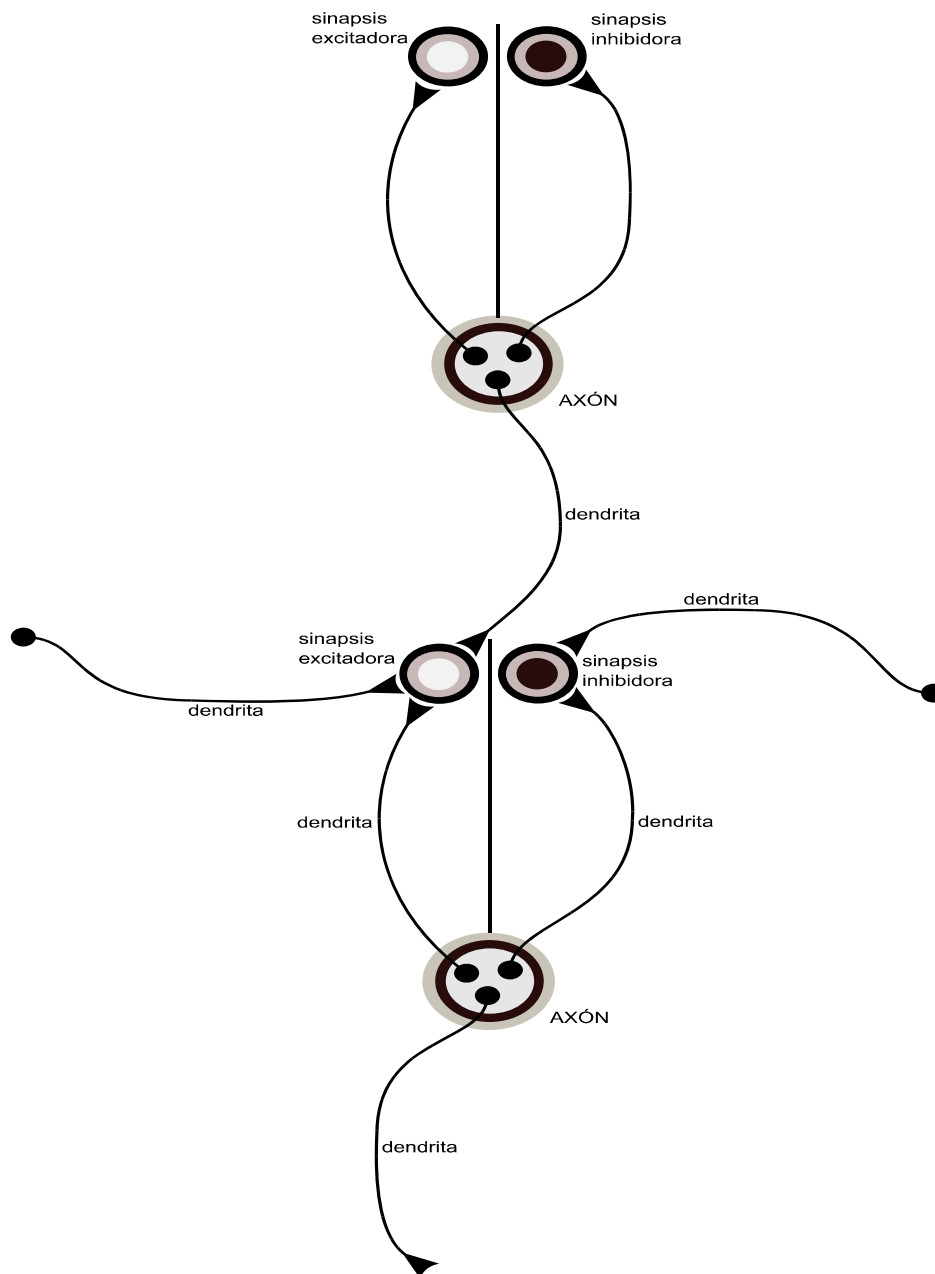 sinapsis
excitadora
sinapsis
inhibidora
AXÓN
dendrita
dendrita
sinapsis
excitadora
sinapsis
inhibidora
dendrita
dendrita
dendrita
AXÓN
dendrita